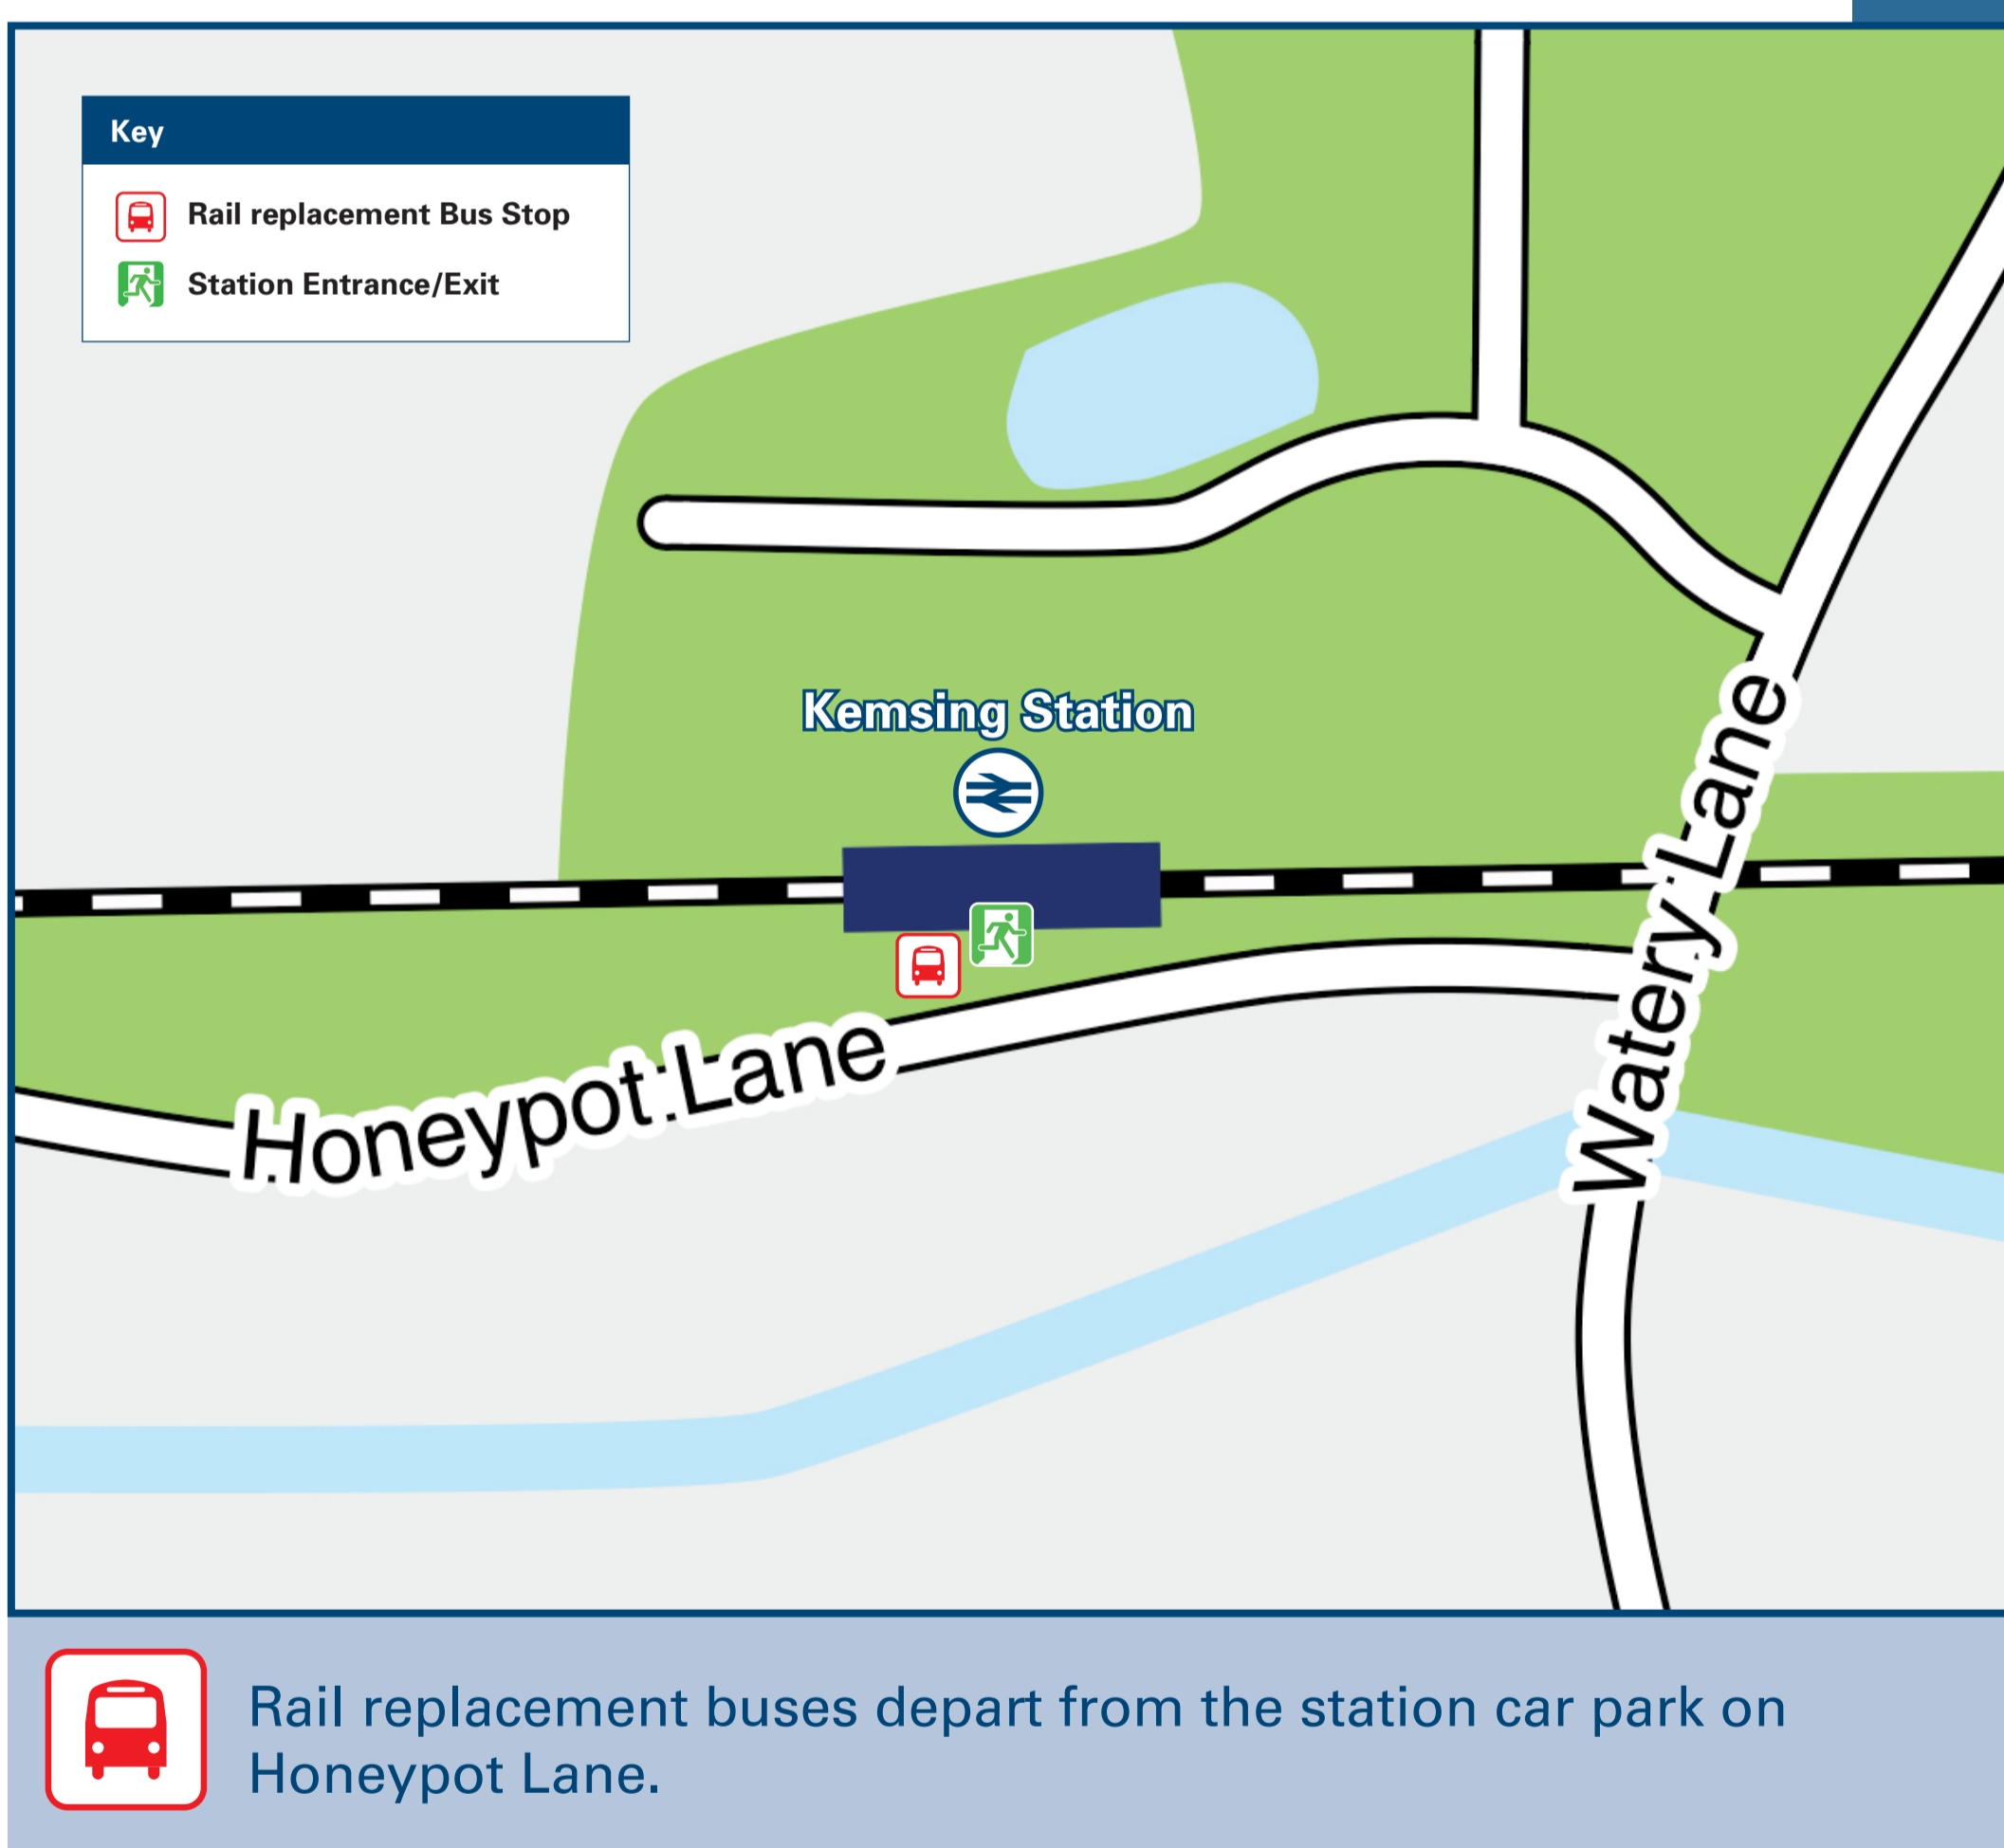 Key
Rail replacement Bus Stop
Station Entrance/Exit
Kemsing Station
Watery Lane
Honeypot Lane
Rail replacement buses depart from the station car park on
Honeypot Lane.